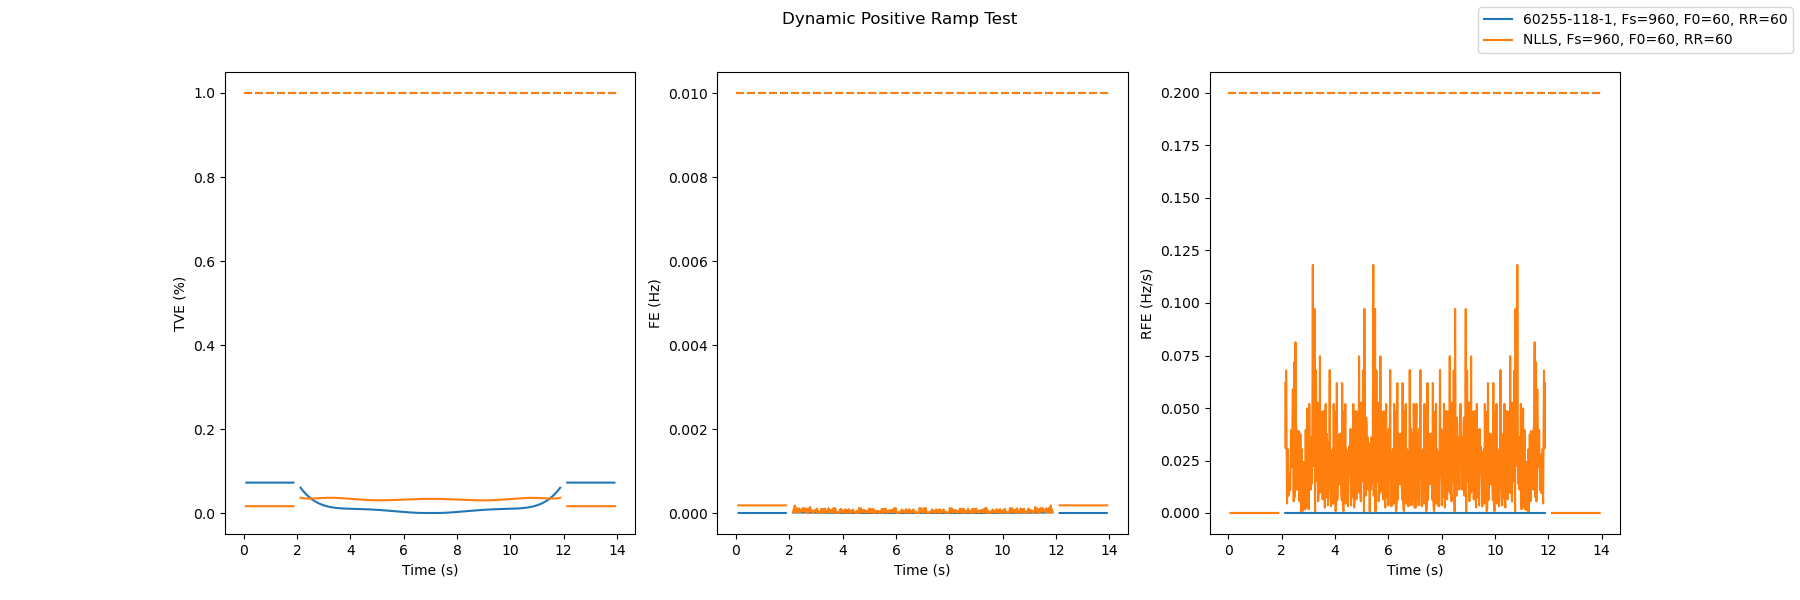 Dynamic Positive Ramp Test
60255-118-1, Fs=960, F0=60, RR=60
NLLS, Fs=960, F0=60, RR=60
TVE (%)
1.0
0.8
0.6
0.4
0.2
0.0
0 2 4 6 8 10 12 14
Time (s)
FE (Hz)
0.010
0.008
0.006
0.004
0.002
0.000
0 2 4 6 8 10 12 14
Time (s)
RFE (Hz/s)
0.200
0.175
0.150
0.125
0.100
0.075
0.050
0.025
0.000
0 2 4 6 8 10 12 14
Time (s)